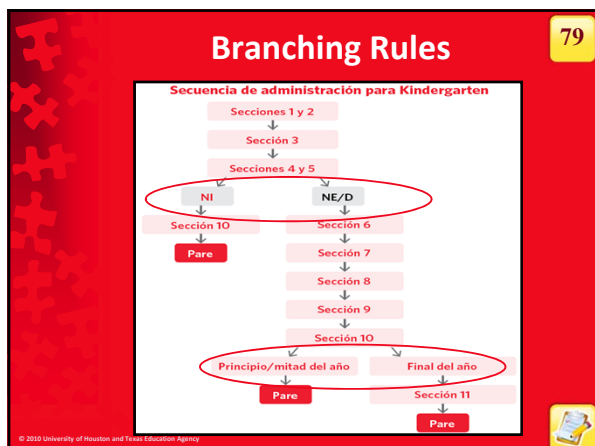 Branching Rules
79
Secuencia de administración para Kindergarten
Secciones 1 y 2
Sección 3
Secciones 4 y 5
NI
NE/D
Sección 10
Sección 6
Pare
Sección 7
Sección 8
Sección 9
Sección 10
Principio/mitad del año
Final del año
Pare
Sección 11
Pare
© 2010 University of Houston and Texas Education Agency